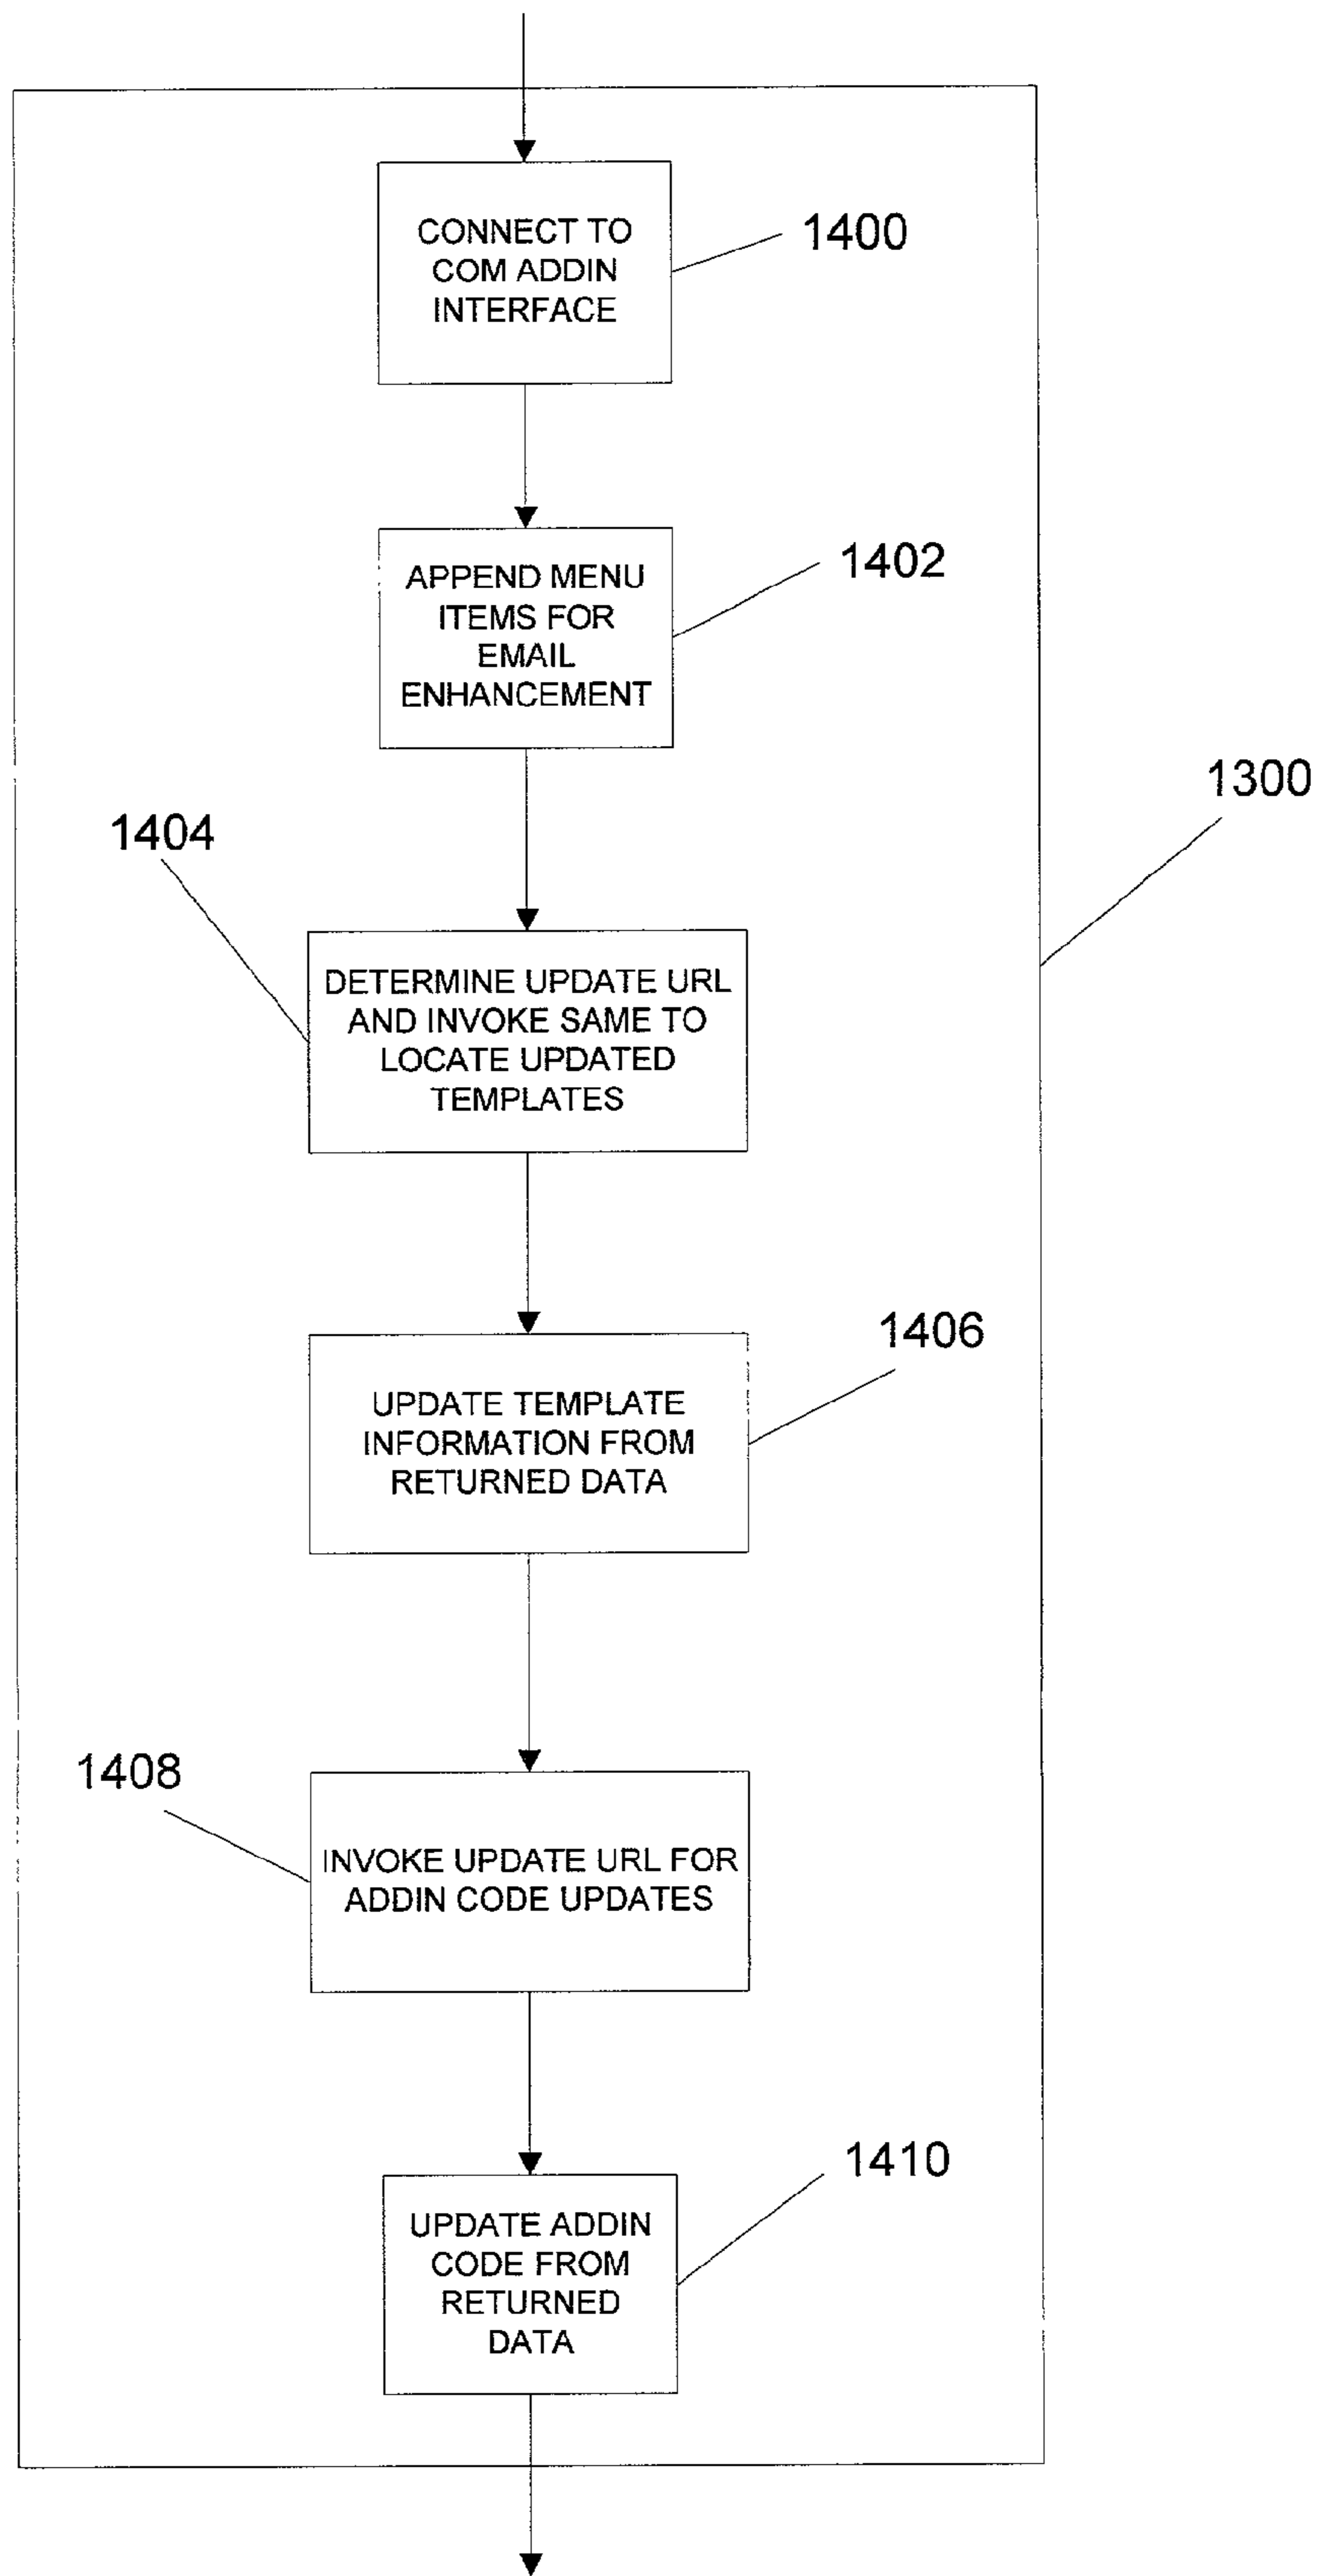 CONNECT TO
COM ADDIN
INTERFACE
1400
APPEND MENU
ITEMS FOR
EMAIL
ENHANCEMENT
1402
1300
1404
DETERMINE UPDATE URL
AND INVOKE SAME TO
LOCATE UPDATED
TEMPLATES
1406
UPDATE TEMPLATE
INFORMATION FROM
RETURNED DATA
1408
INVOKE UPDATE URL FOR
ADDIN CODE UPDATES
1410
UPDATE ADDIN
CODE FROM
RETURNED
DATA